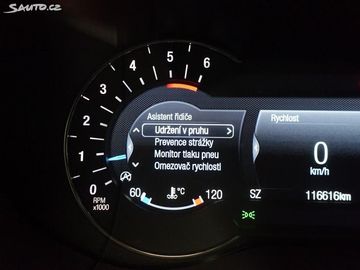 Sauto.cz
6
5
4
3
2
1
0
RPM
x1000
Asistent řidiče
Udržení v pruhu
Prevence strážky
Monitor tlaku pneu
Omezovač rychlosti
60 °C 120
Rychlost
0
km/h
SZ 116616km